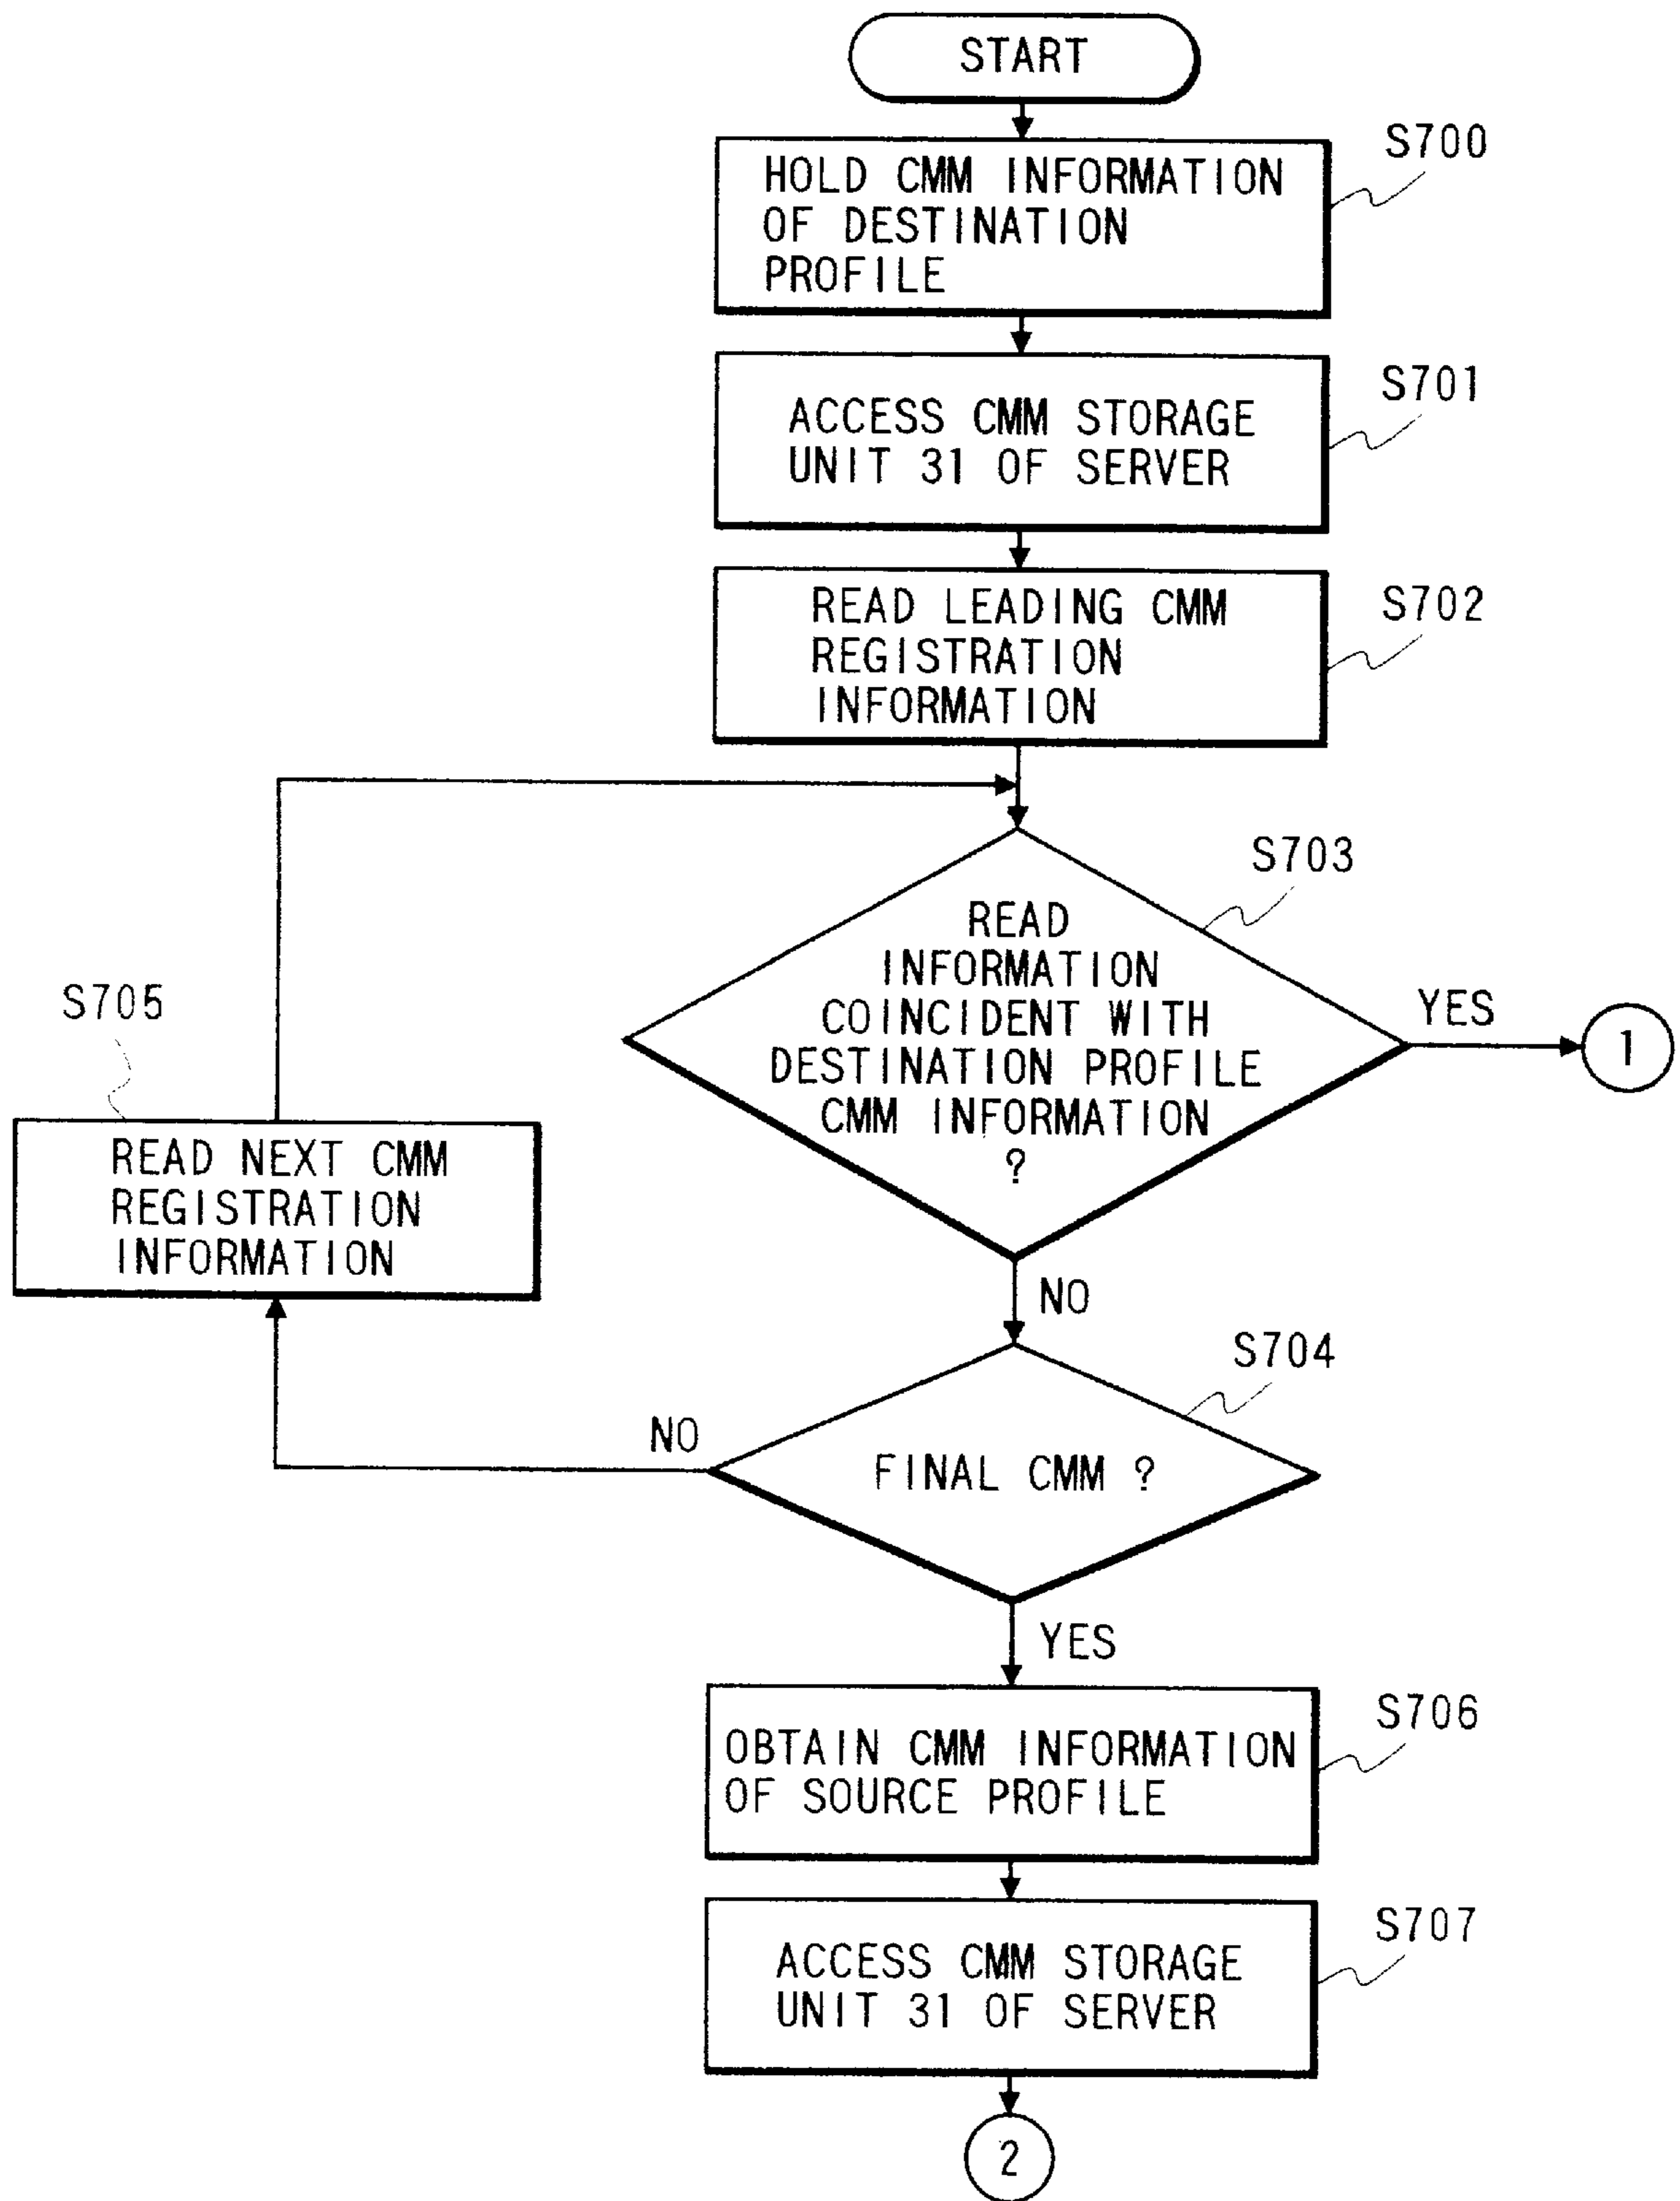 START
S700
HOLD CMM INFORMATION
OF DESTINATION
PROFILE
S701
ACCESS CMM STORAGE
UNIT 31 OF SERVER
S702
READ LEADING CMM
REGISTRATION
INFORMATION
S703
READ
INFORMATION
COINCIDENT WITH
DESTINATION PROFILE
CMM INFORMATION
?
YES
1
S705
READ NEXT CMM
REGISTRATION
INFORMATION
NO
S704
NO
FINAL CMM ?
YES
S706
OBTAIN CMM INFORMATION
OF SOURCE PROFILE
S707
ACCESS CMM STORAGE
UNIT 31 OF SERVER
2